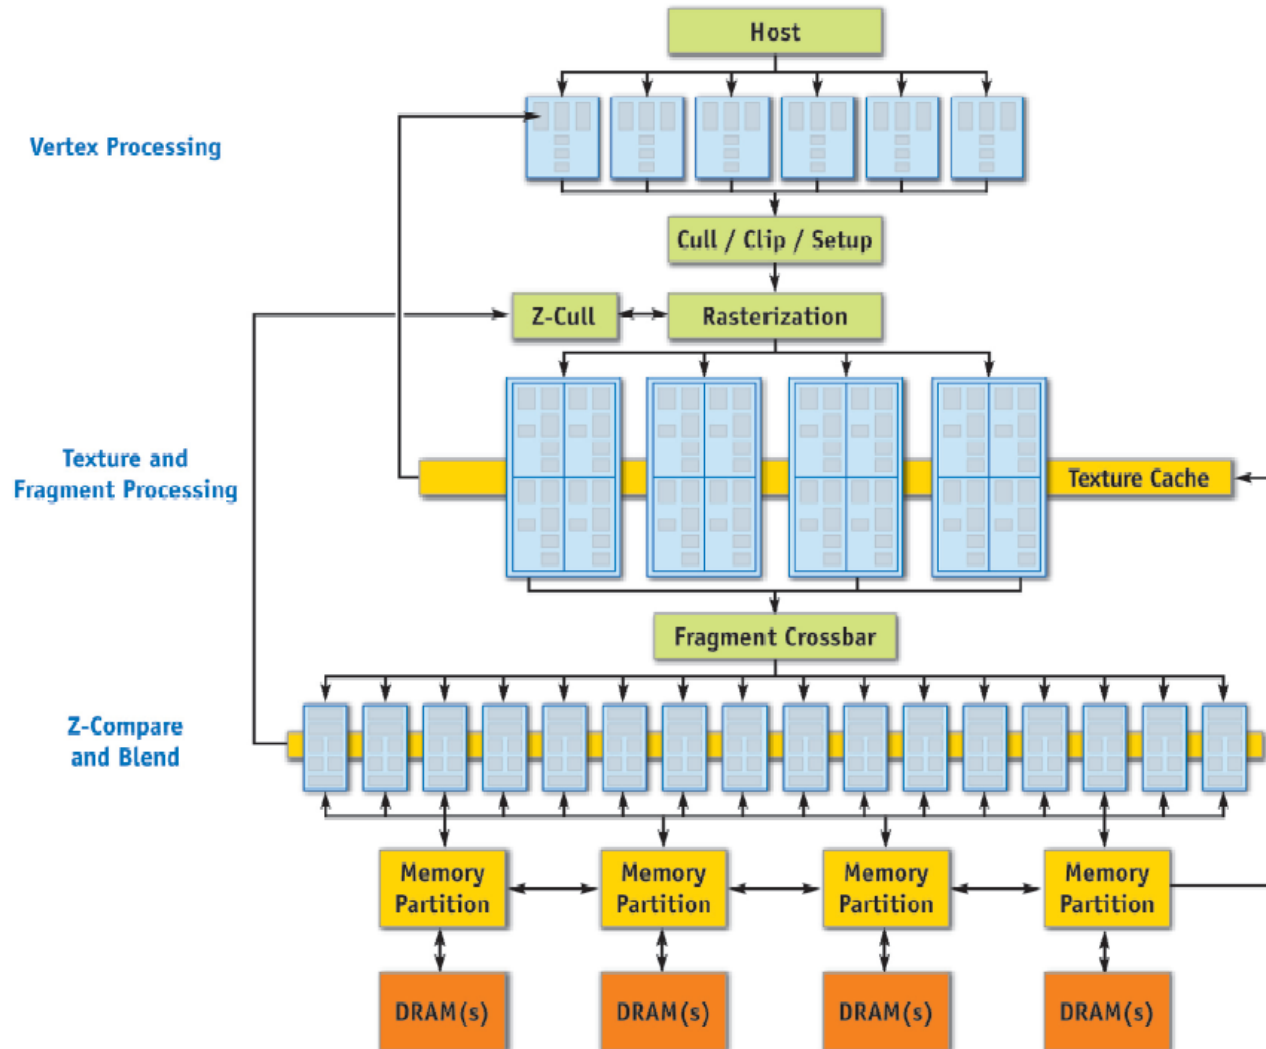 Host
Vertex Processing
Cull / Clip / Setup
Z-Cull
Rasterization
Texture and
Fragment Processing
Texture Cache
Fragment Crossbar
Z-Compare
and Blend
Memory
Partition
Memory
Partition
Memory
Partition
Memory
Partition
DRAM(s)
DRAM(s)
DRAM(s)
DRAM(s)